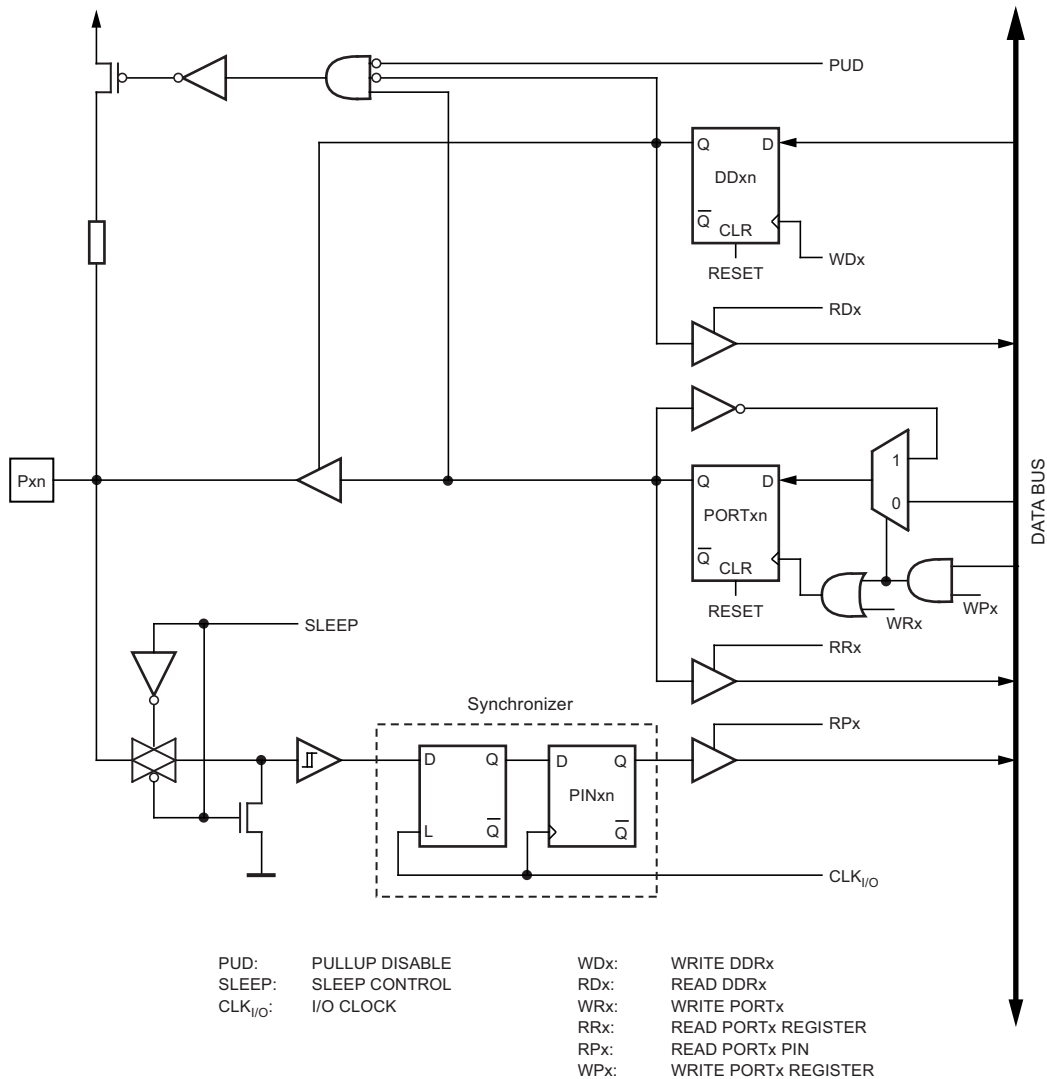 PUD
Q D
DDxn
Q
CLR
WDx
RESET
RDx
1
Pxn
Q D
PORTxn
0
Q
CLR
RESET
WRx
WPx
DATA BUS
SLEEP
RRx
Synchronizer
RPx
D Q
D Q
PINxn
L Q
Q
CLKI/O
PUD: PULLUP DISABLE
SLEEP: SLEEP CONTROL
CLKI/O: I/O CLOCK
WDx: WRITE DDRx
RDx: READ DDRx
WRx: WRITE PORTx
RRx: READ PORTx REGISTER
RPx: READ PORTx PIN
WPx: WRITE PORTx REGISTER